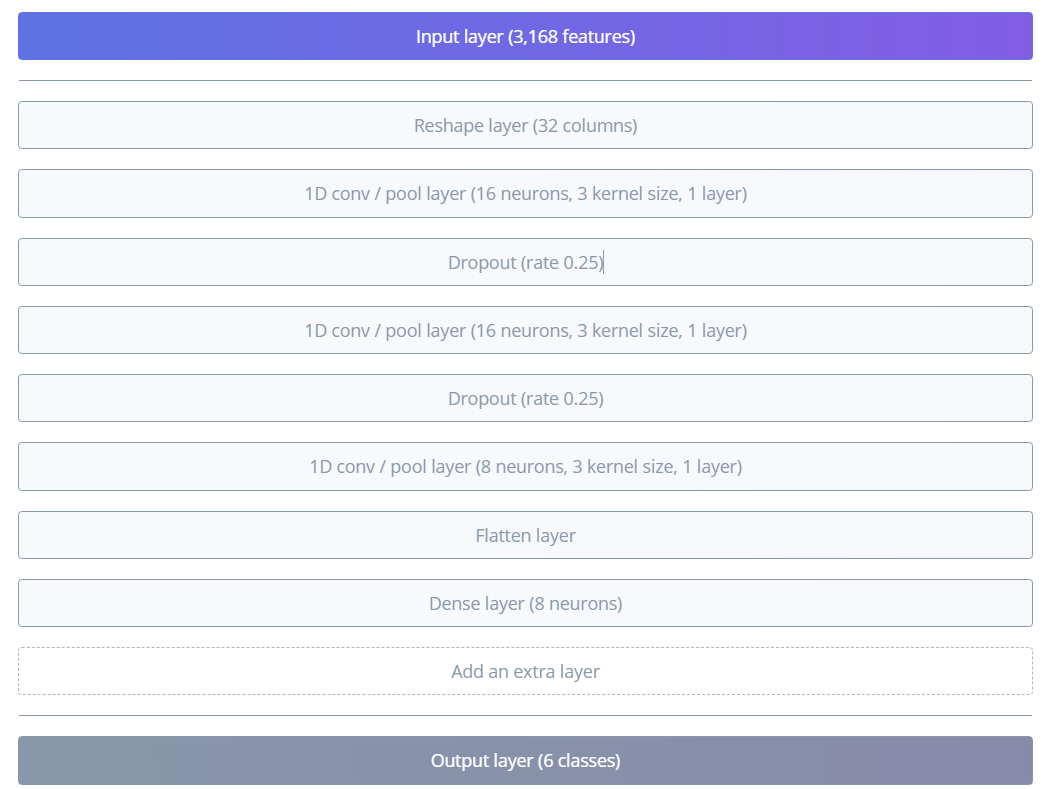 Input layer (3,168 features)
Reshape layer (32 columns)
1D conv / pool layer (16 neurons, 3 kernel size, 1 layer)
Dropout (rate 0.25)
1D conv / pool layer (16 neurons, 3 kernel size, 1 layer)
Dropout (rate 0.25)
1D conv / pool layer (8 neurons, 3 kernel size, 1 layer)
Flatten layer
Dense layer (8 neurons)
Add an extra layer
Output layer (6 classes)